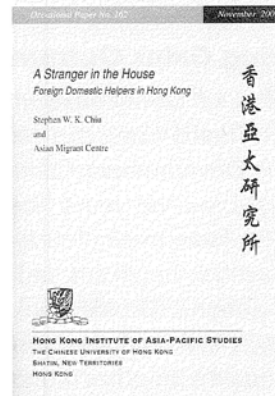 Occasional Paper No. 162
November 200
A Stranger in the House
Foreign Domestic Helpers in Hong Kong
Stephen W. K. Chiu
and
Asian Migrant Centre
香港亞太研究所
HONG KONG INSTITUTE OF ASIA-PACIFIC STUDIES
THE CHINESE UNIVERSITY OF HONG KONG
SHATIN, NEW TERRITORIES
HONG KONG